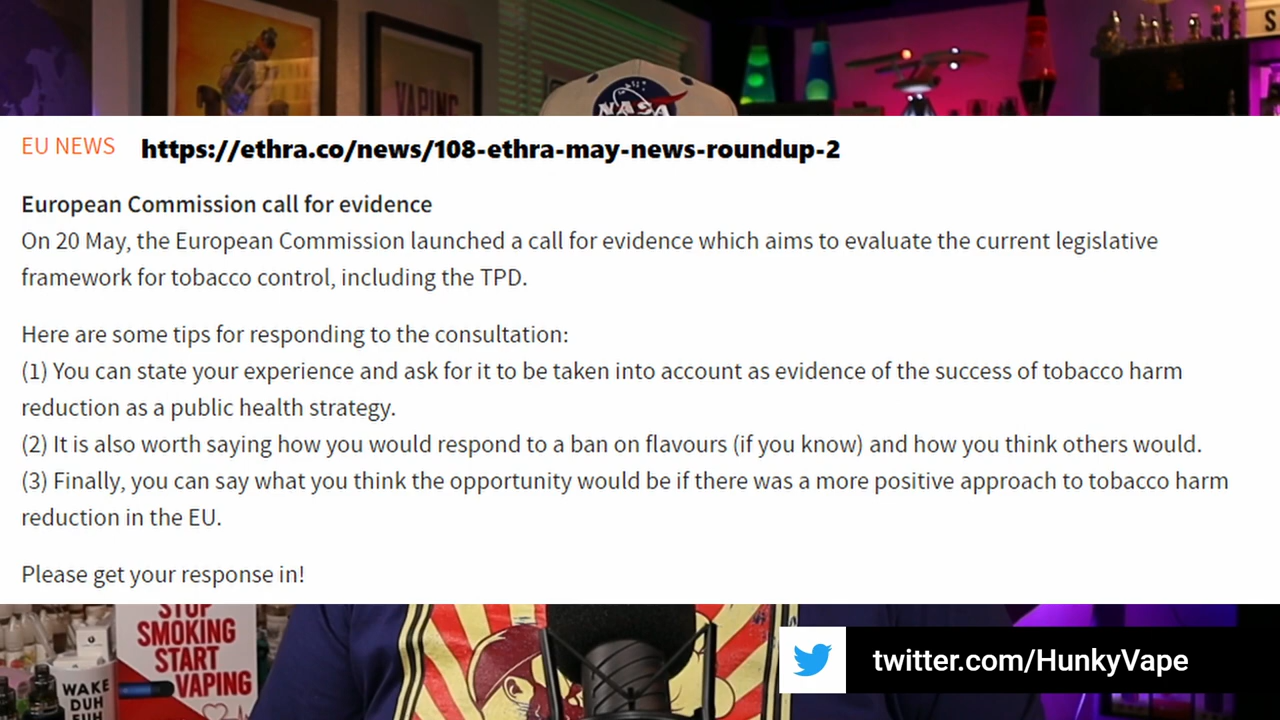 S
VAPING
NASA
EU NEWS https://ethra.co/news/108-ethra-may-news-roundup-2
European Commission call for evidence
On 20 May, the European Commission launched a call for evidence which aims to evaluate the current legislative
framework for tobacco control, including the TPD.
Here are some tips for responding to the consultation:
(1) You can state your experience and ask for it to be taken into account as evidence of the success of tobacco harm
reduction as a public health strategy.
(2) It is also worth saying how you would respond to a ban on flavours (if you know) and how you think others would.
(3) Finally, you can say what you think the opportunity would be if there was a more positive approach to tobacco harm
reduction in the EU.
Please get your response in!
STOP
SMOKING
START
VAPING
WAKE
DUH
FUH
twitter.com/HunkyVape